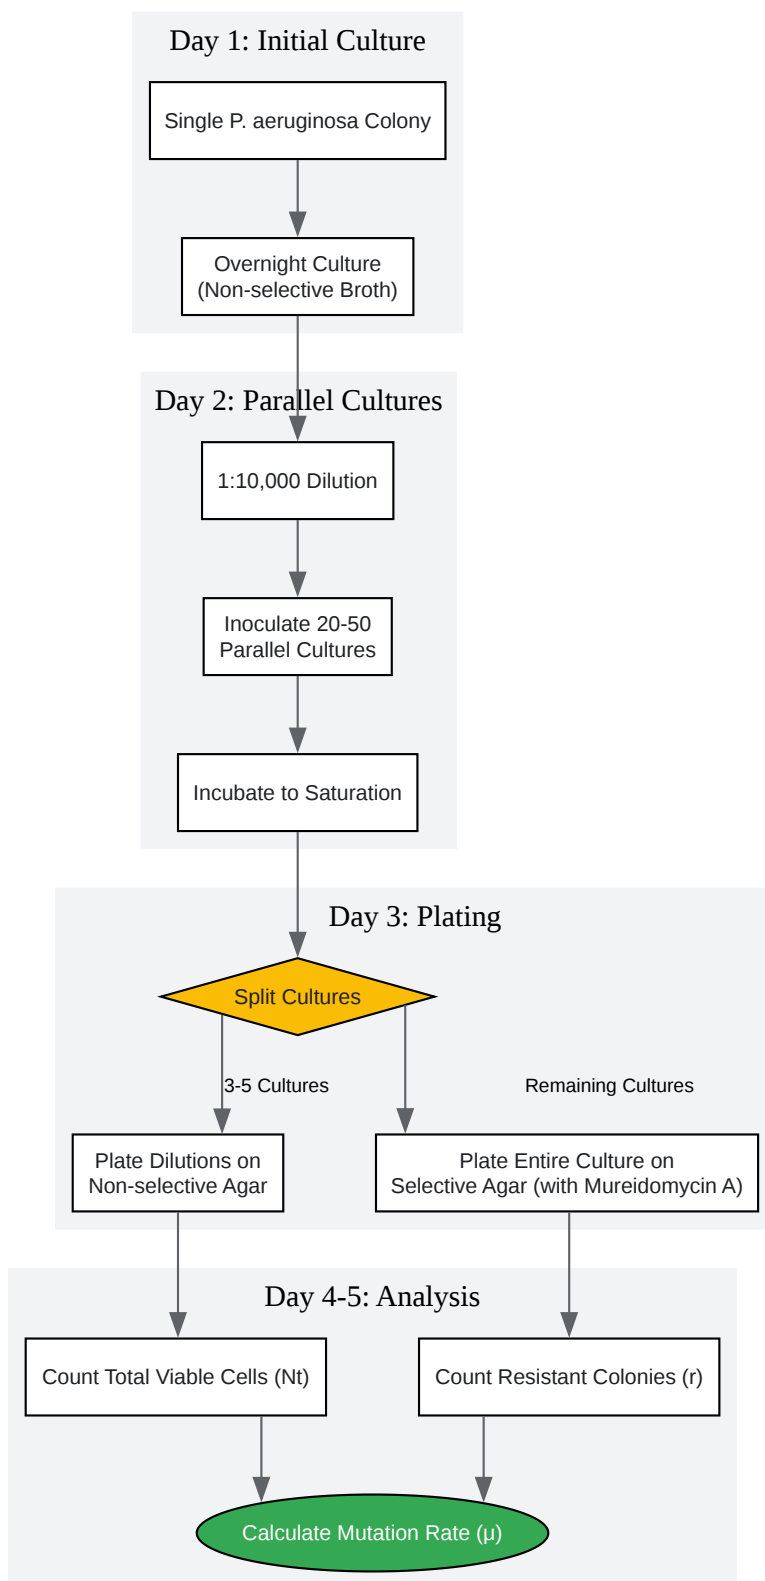 Day 1: Initial Culture
Single P. aeruginosa Colony
Overnight Culture
(Non-selective Broth)
Day 2: Parallel Cultures
1:10,000 Dilution
Inoculate 20-50
Parallel Cultures
Incubate to Saturation
Day 3: Plating
Split Cultures
3-5 Cultures
Remaining Cultures
Plate Dilutions on
Non-selective Agar
Plate Entire Culture on
Selective Agar (with Mureidomycin A)
Day 4-5: Analysis
Count Total Viable Cells (Nt)
Count Resistant Colonies (r)
Calculate Mutation Rate (μ)